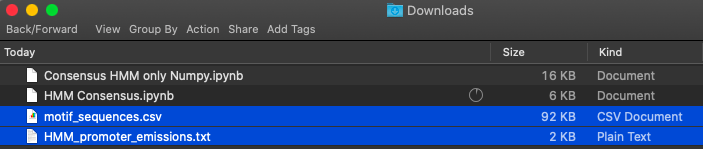 Downloads
Back/Forward View Group By Action Share Add Tags
Today Size Kind
Consensus HMM only Numpy.ipynb 16 KB Document
HMM Consensus.ipynb 6 KB Document
motif_sequences.csv 92 KB CSV Document
HMM_promoter_emissions.txt 2 KB Plain Text